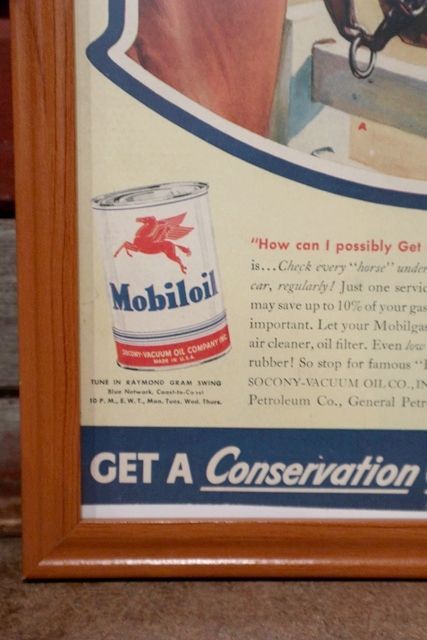 A
Mobiloil
SOCONY-VACUUM OIL COMPANY INC.
MADE IN U.S.A.
"How can I possibly Get
is...Check every "horse" under
car, regularly! Just one servic
may save up to 10% of your gas
important. Let your Mobilgas
air cleaner, oil filter. Even low
rubber! So stop for famous "F
SOCONY-VACUUM OIL CO., IN
Petroleum Co., General Petr
TUNE IN RAYMOND GRAM SWING
Blue Network, Coast-to-Coast
10 P. M., E. W. T., Mon. Tues. Wed. Thurs.
GET A Conservation